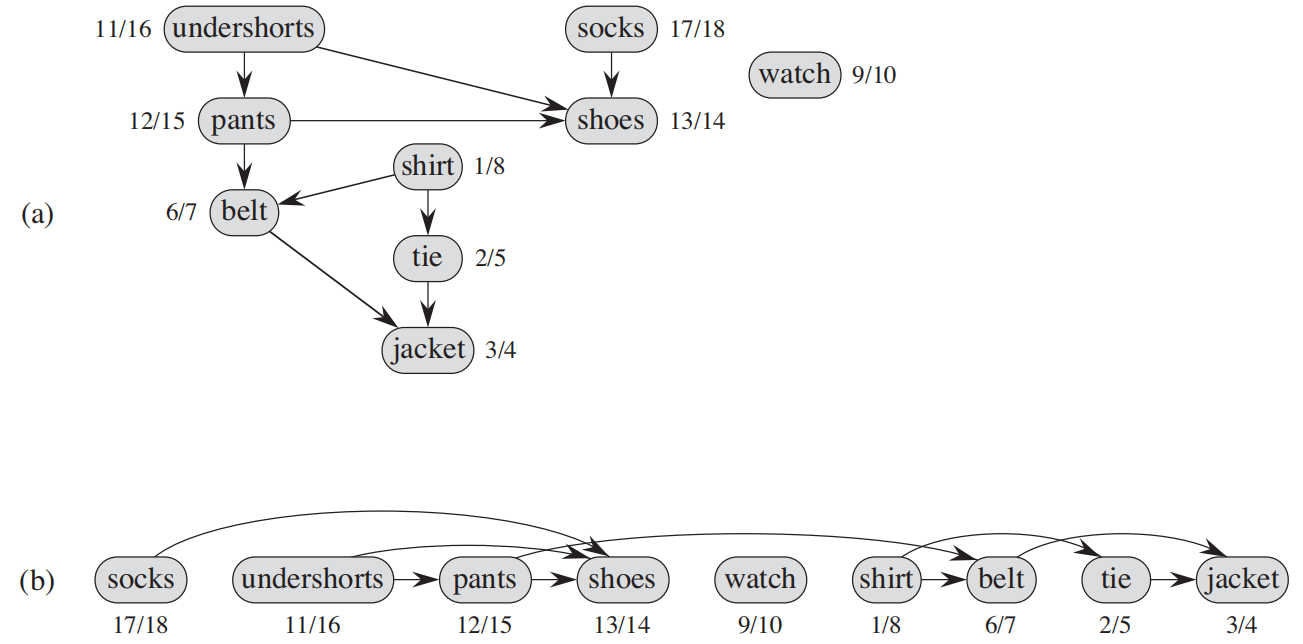 11/16 undershorts socks 17/18
watch 9/10
12/15 pants shoes 13/14
shirt 1/8
(a) 6/7 belt
tie 2/5
jacket 3/4
(b) socks undershorts pants shoes watch shirt belt tie jacket
17/18 11/16 12/15 13/14 9/10 1/8 6/7 2/5 3/4